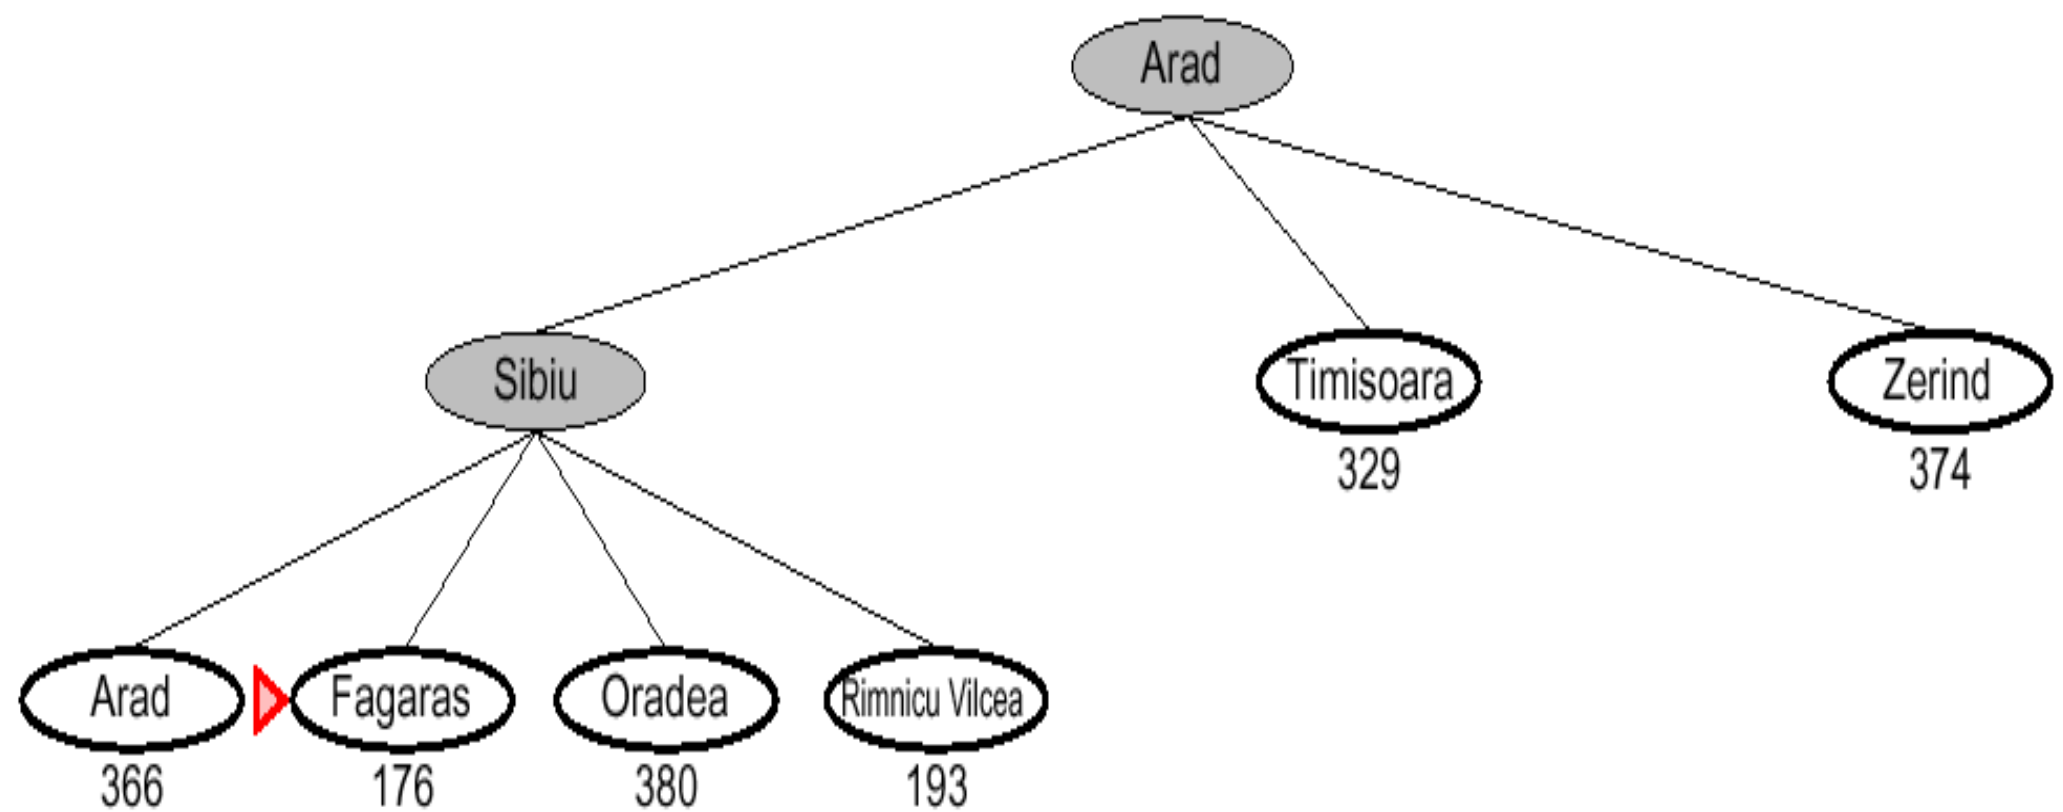 Arad
Sibiu
Timisoara
Zerind
329
374
Arad
Fagaras
Oradea
Rimnicu Vilcea
366
176
380
193